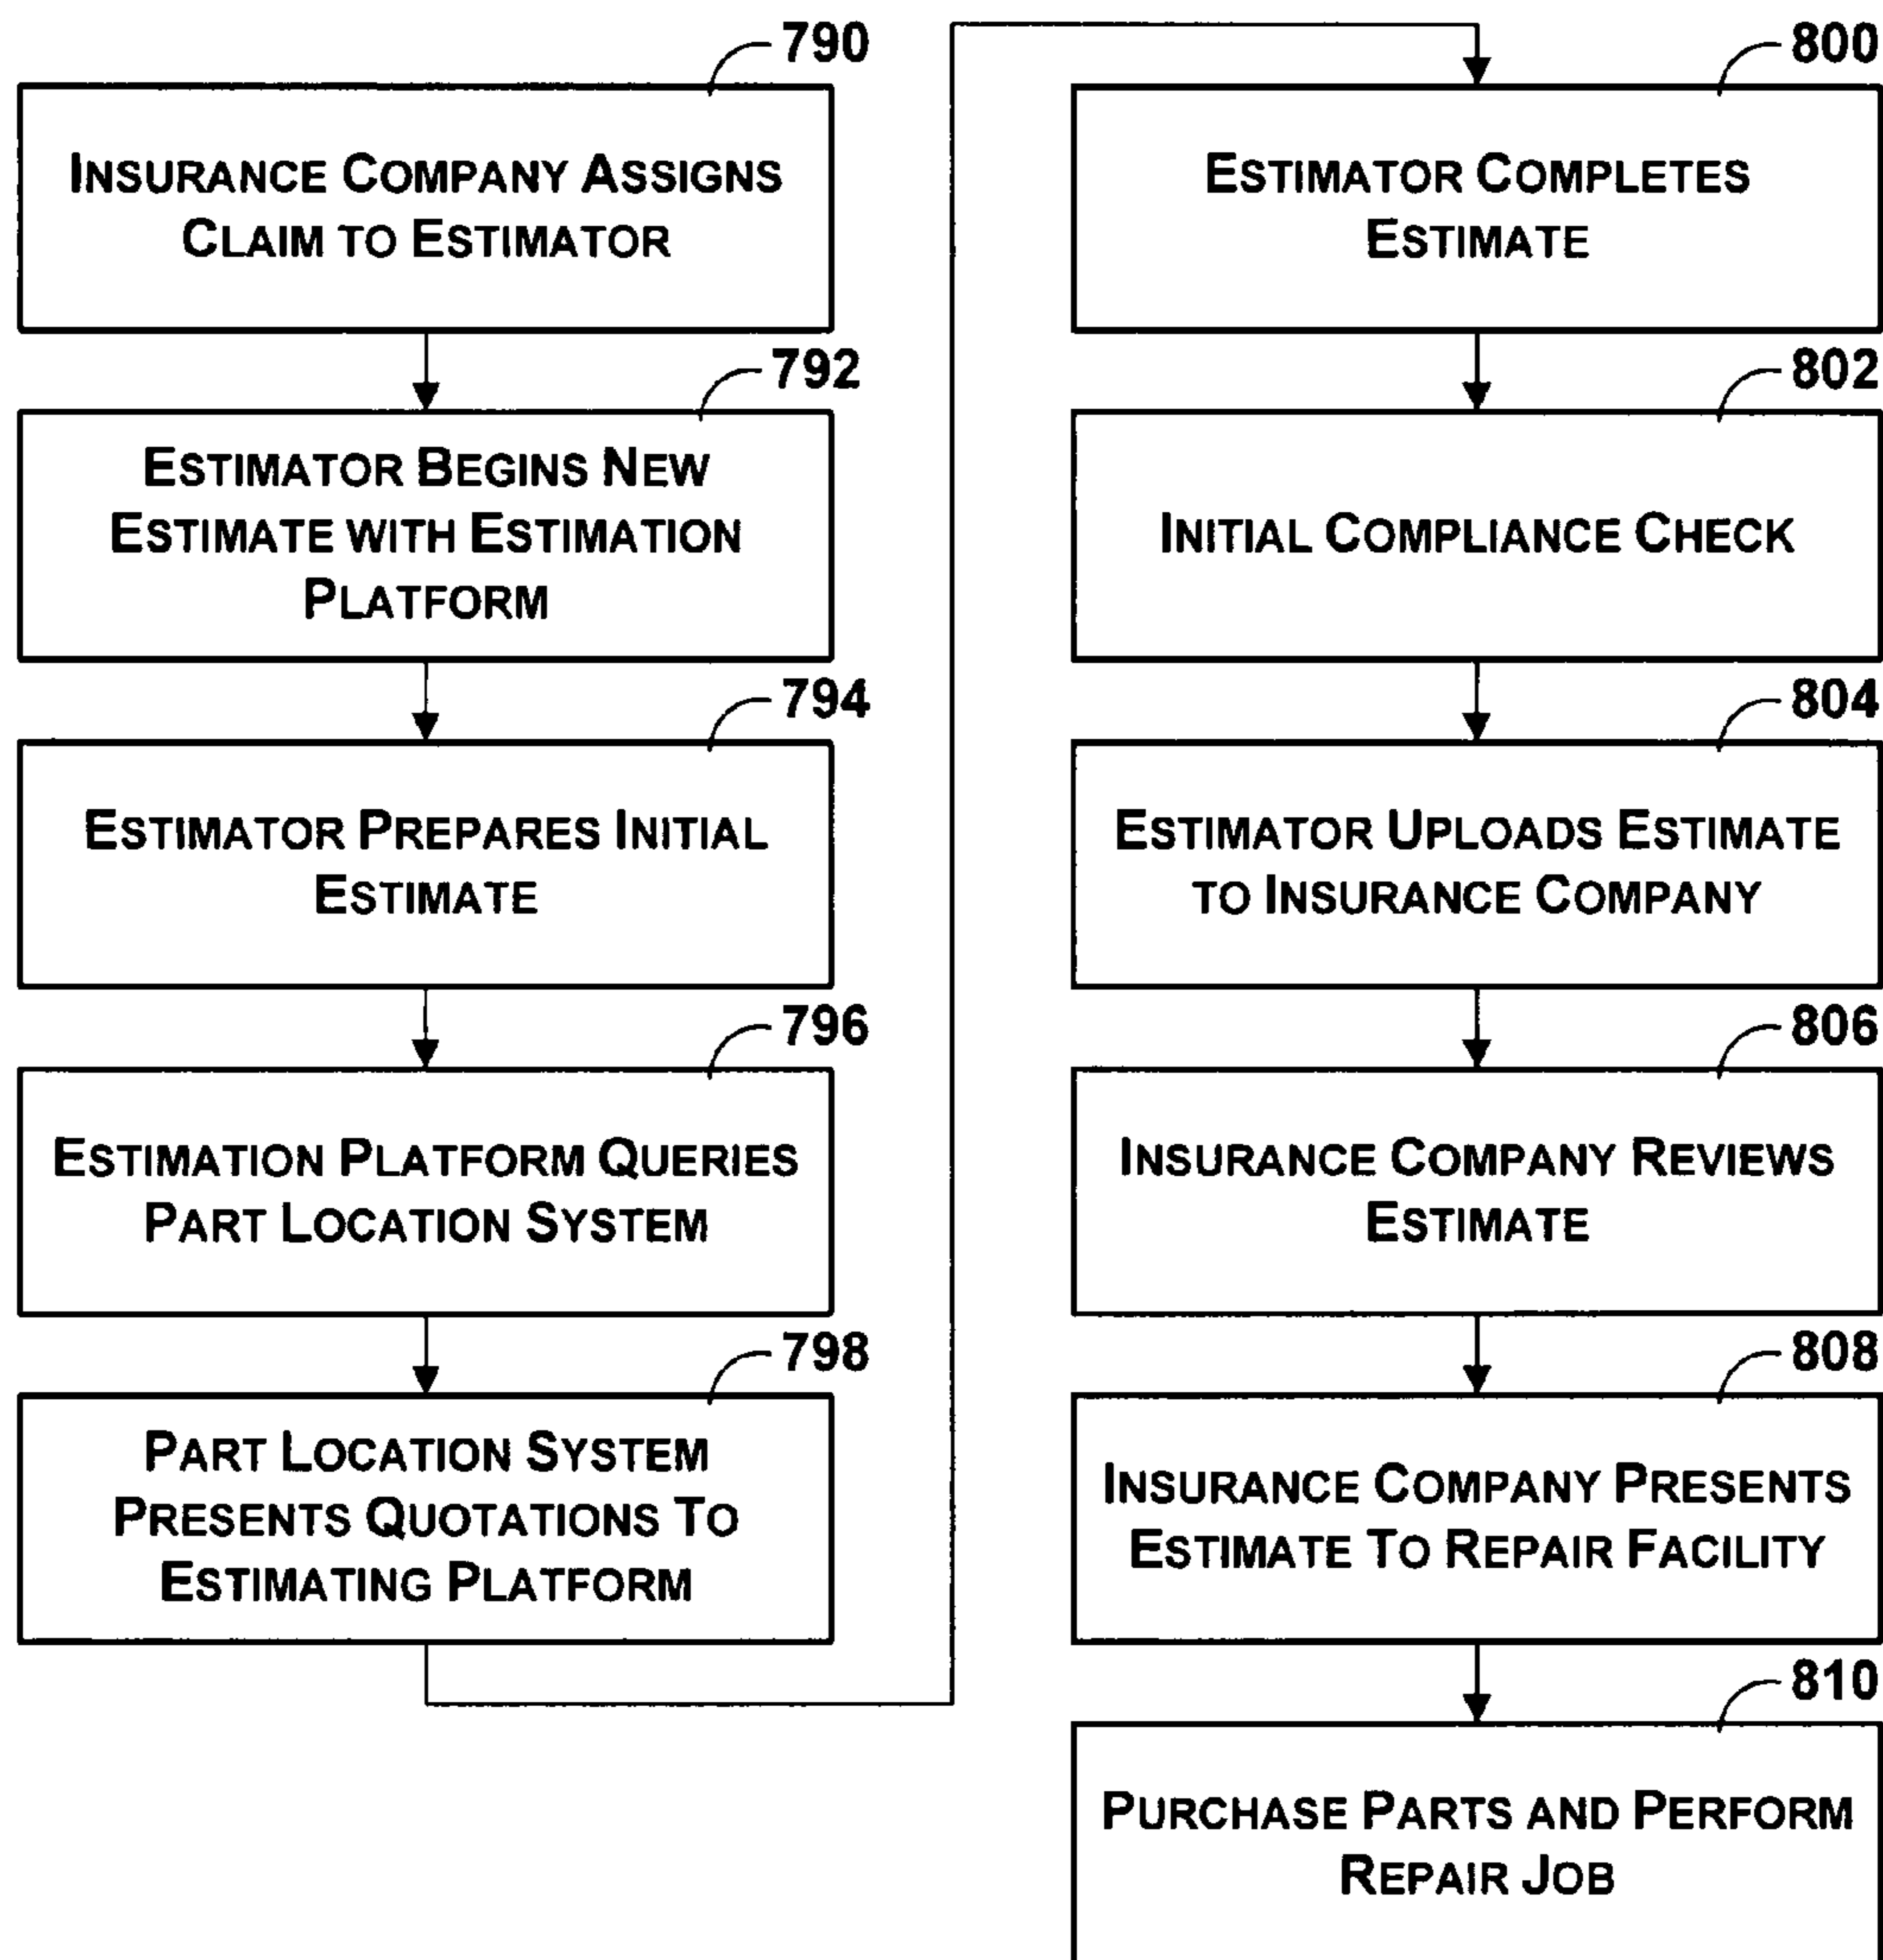 790
INSURANCE COMPANY ASSIGNS
CLAIM TO ESTIMATOR
792
ESTIMATOR BEGINS NEW
ESTIMATE WITH ESTIMATION
PLATFORM
794
ESTIMATOR PREPARES INITIAL
ESTIMATE
796
ESTIMATION PLATFORM QUERIES
PART LOCATION SYSTEM
798
PART LOCATION SYSTEM
PRESENTS QUOTATIONS TO
ESTIMATING PLATFORM
800
ESTIMATOR COMPLETES
ESTIMATE
802
INITIAL COMPLIANCE CHECK
804
ESTIMATOR UPLOADS ESTIMATE
TO INSURANCE COMPANY
806
INSURANCE COMPANY REVIEWS
ESTIMATE
808
INSURANCE COMPANY PRESENTS
ESTIMATE TO REPAIR FACILITY
810
PURCHASE PARTS AND PERFORM
REPAIR JOB